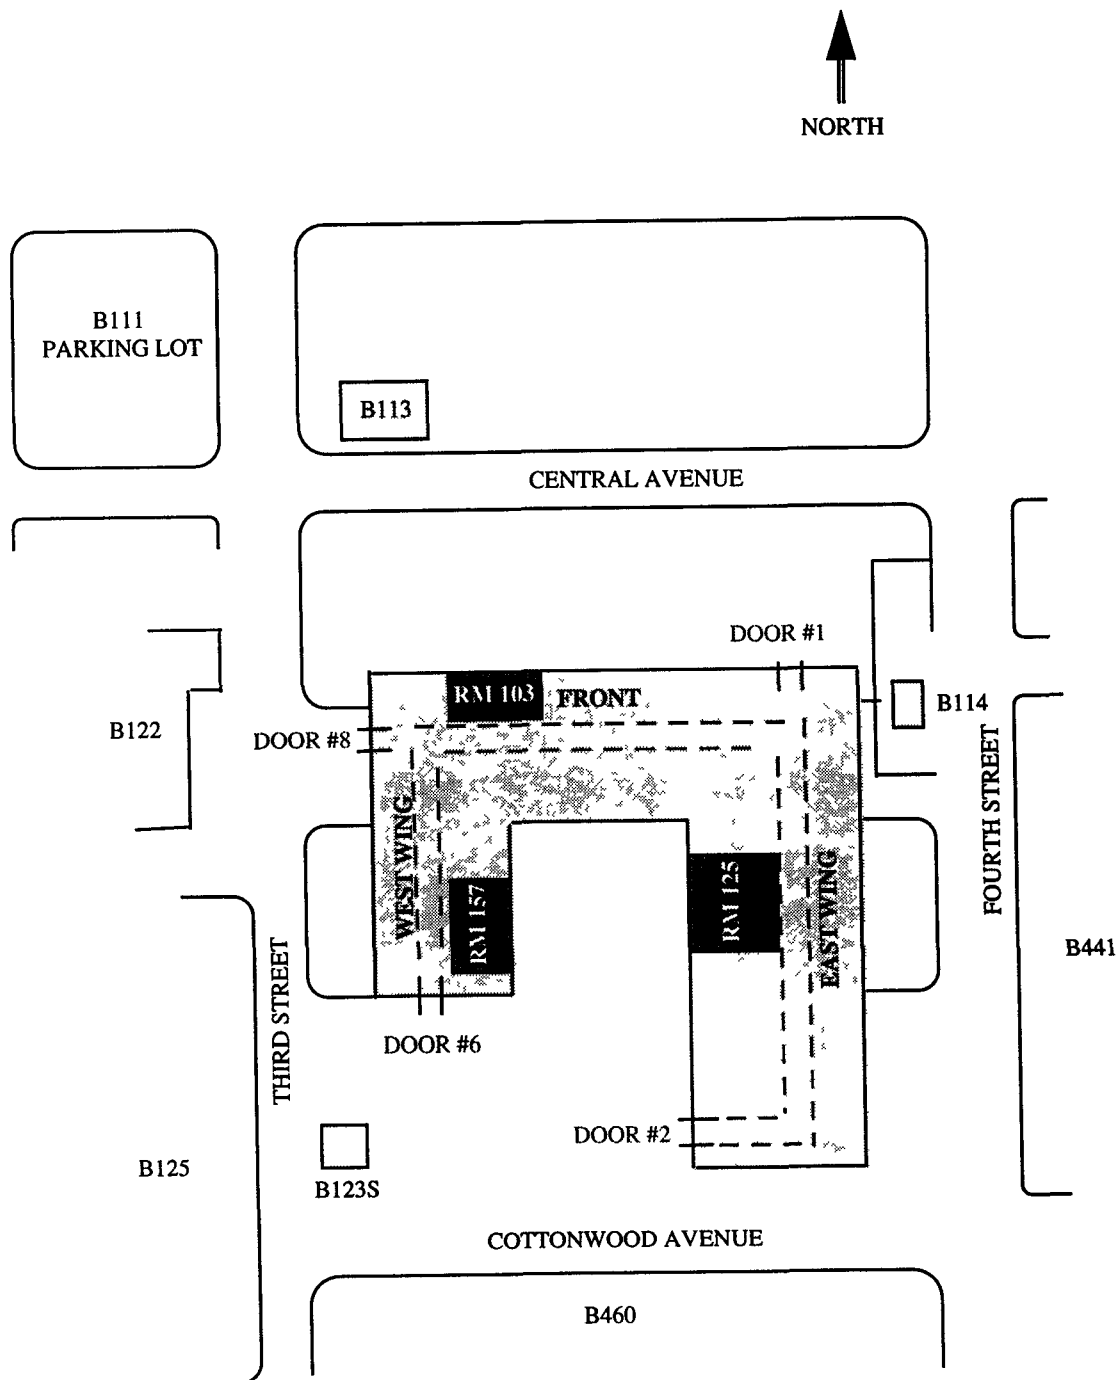 NORTH
B111
PARKING LOT
B113
CENTRAL AVENUE
DOOR #1
RM 103
FRONT
B114
B122
DOOR #8
WEST WING
RM 157
RM 125
EAST WING
FOURTH STREET
B441
THIRD STREET
DOOR #6
DOOR #2
B125
B123S
COTTONWOOD AVENUE
B460